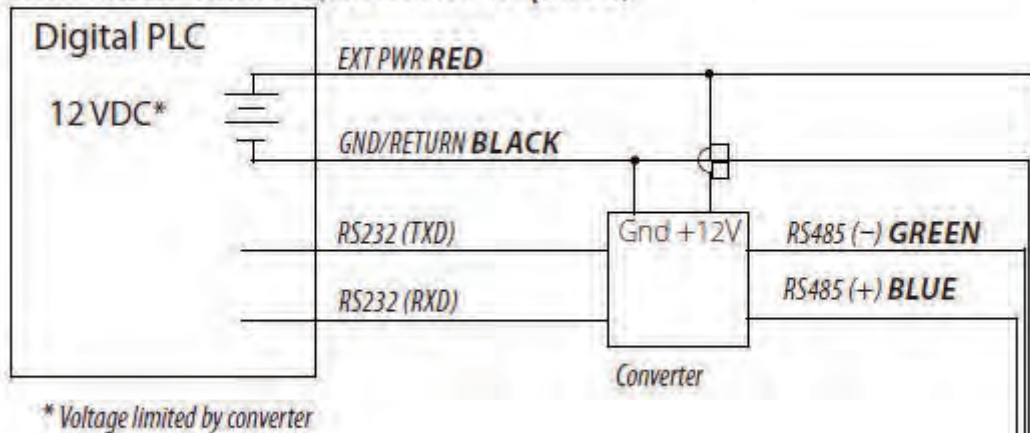 Digital PLC
12 VDC*
EXT PWR RED
GND/RETURN BLACK
RS232 (TXD)
RS232 (RXD)
Gnd +12V
RS485 (−) GREEN
RS485 (+) BLUE
Converter
* Voltage limited by converter